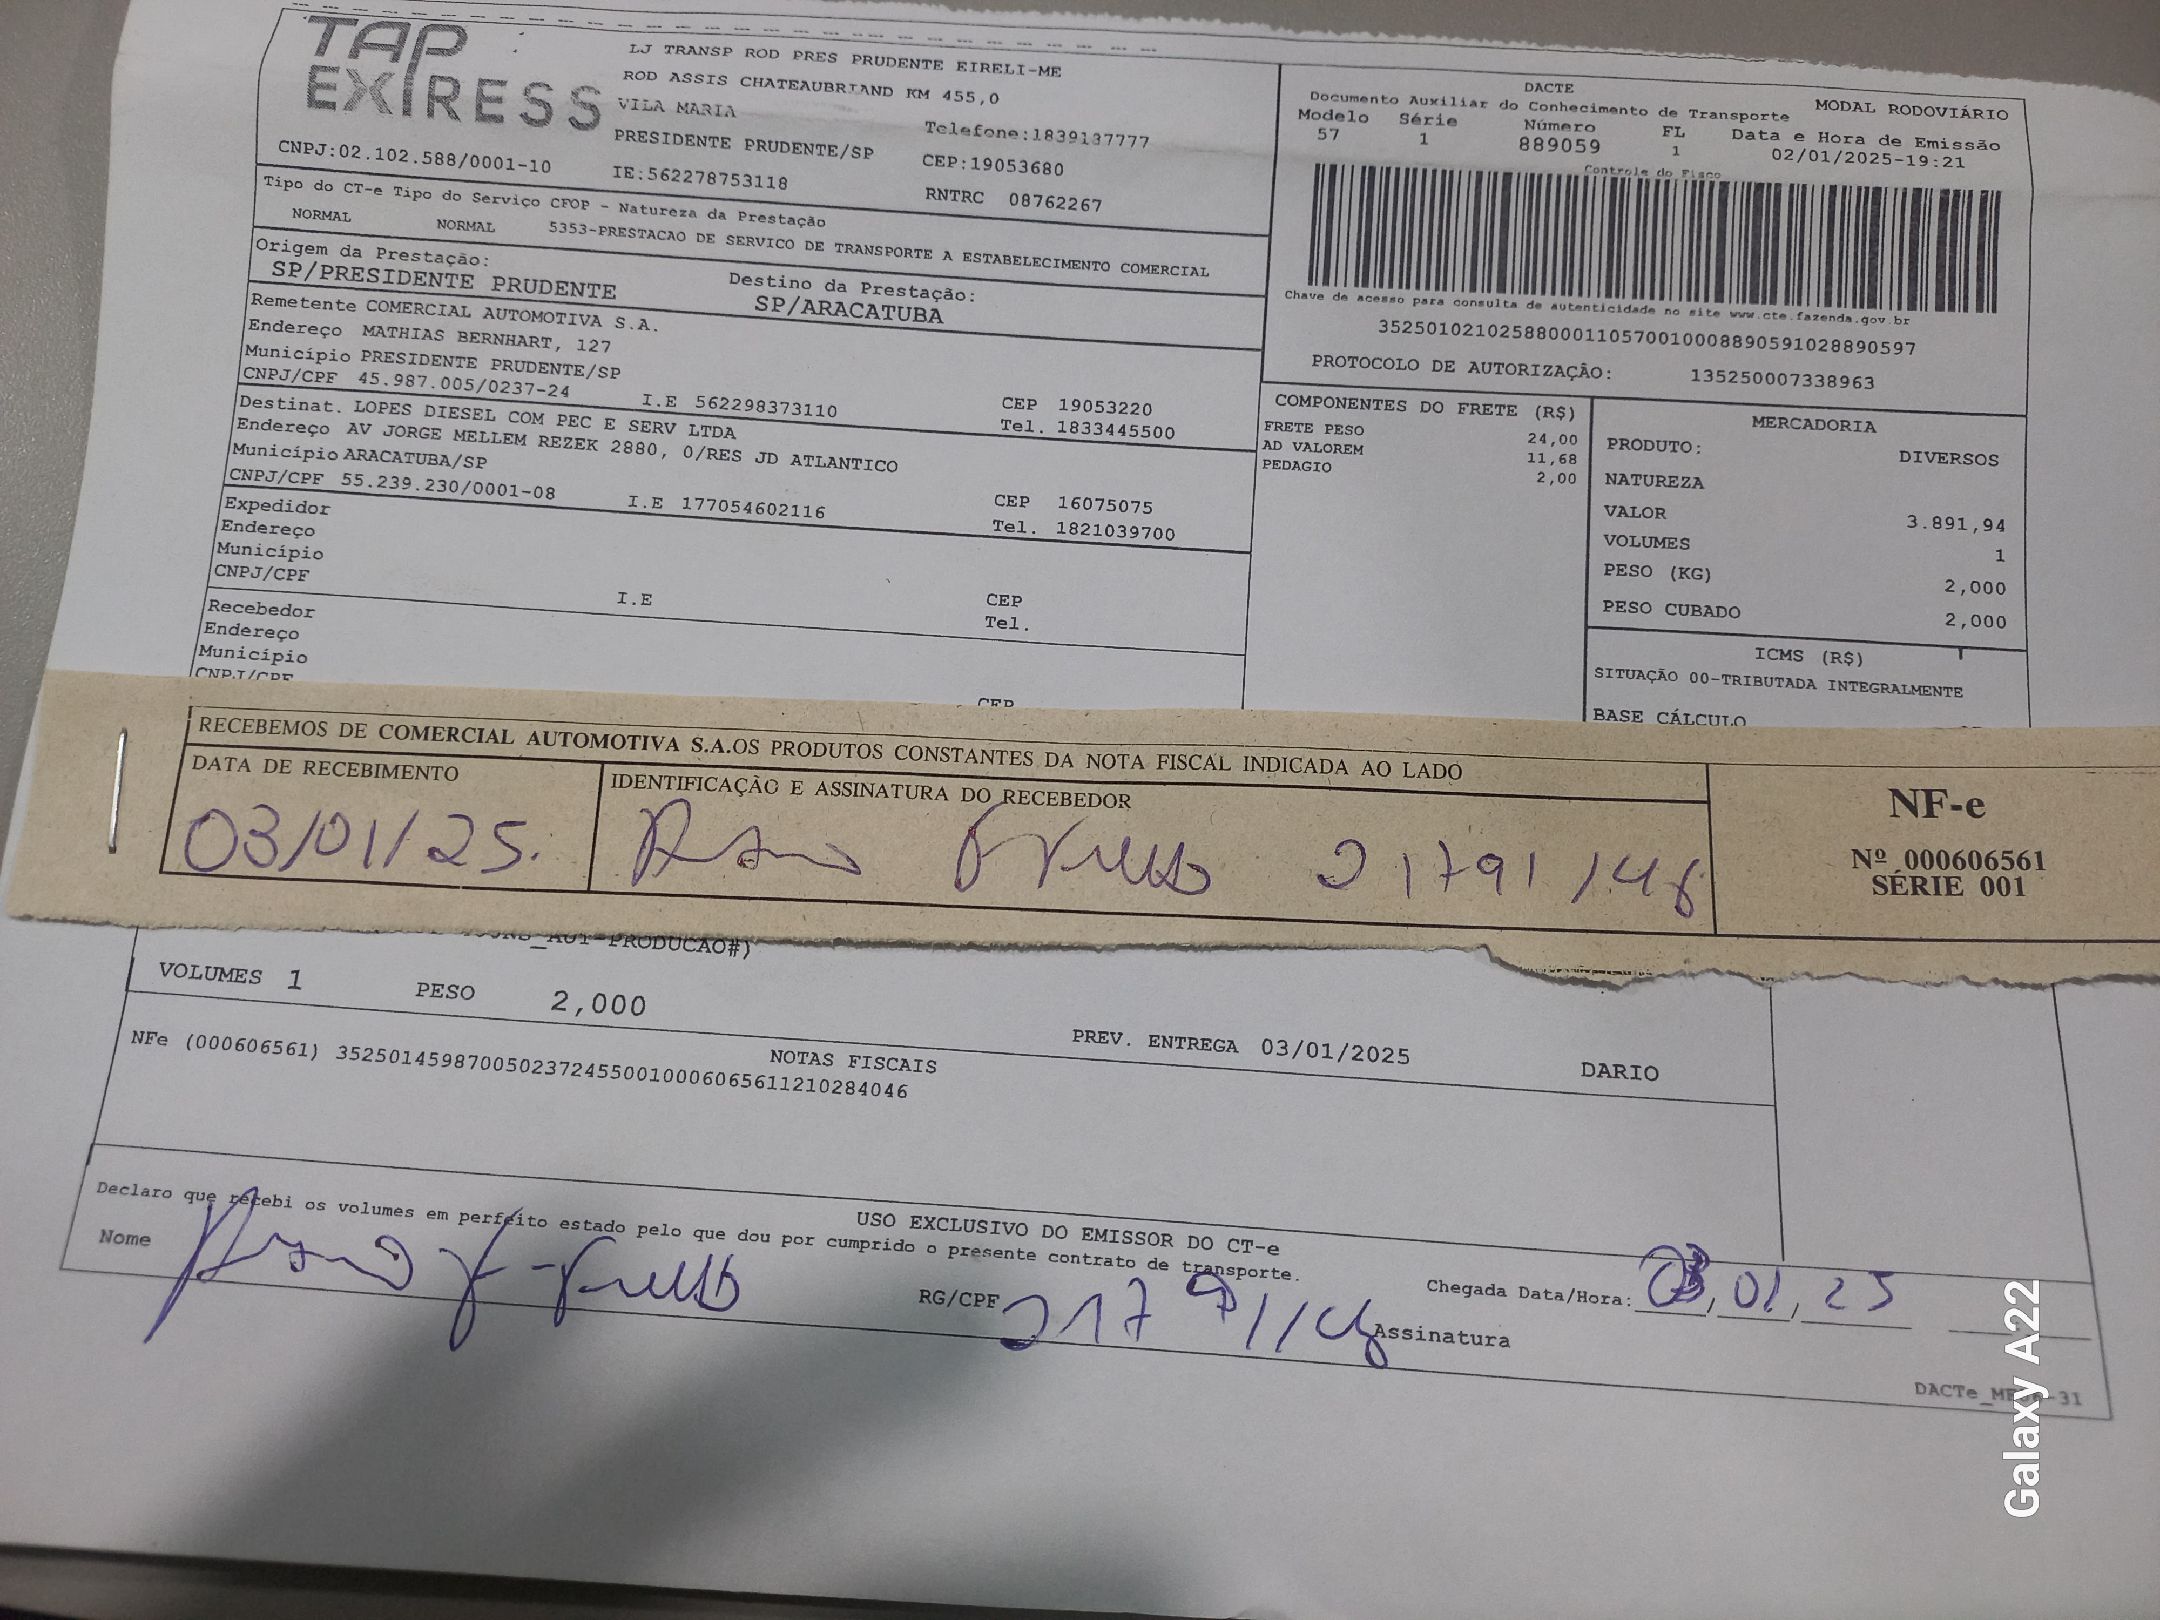 TAP
EXPRESS
LJ TRANSP ROD PRES PRUDENTE EIRELI-ME
ROD ASSIS CHATEAUBRIAND KM 455,0
VILA MARIA
Telefone:1839137777
PRESIDENTE PRUDENTE/SP
CEP:19053680
CNPJ:02.102.588/0001-10
IE:562278753118
RNTRC 08762267
DACTE
Documento Auxiliar do Conhecimento de Transporte
MODAL RODOVIÁRIO
Modelo Série Número FL Data e Hora de Emissão
57 1 889059 1 02/01/2025-19:21
Controle do Fisco
Chave de acesso para consulta de autenticidade no site www.cte.fazenda.gov.br
35250102102588000110570010008890591028890597
PROTOCOLO DE AUTORIZAÇÃO: 135250007338963
Tipo do CT-e Tipo do Serviço CFOP - Natureza da Prestação
NORMAL NORMAL 5353-PRESTACAO DE SERVICO DE TRANSPORTE A ESTABELECIMENTO COMERCIAL
Origem da Prestação: Destino da Prestação:
SP/PRESIDENTE PRUDENTE SP/ARACATUBA
Remetente COMERCIAL AUTOMOTIVA S.A.
Endereço MATHIAS BERNHART, 127
Município PRESIDENTE PRUDENTE/SP CEP 19053220
CNPJ/CPF 45.987.005/0237-24 I.E 562298373110 Tel. 1833445500
Destinat. LOPES DIESEL COM PEC E SERV LTDA
Endereço AV JORGE MELLEM REZEK 2880, 0/RES JD ATLANTICO
Município ARACATUBA/SP CEP 16075075
CNPJ/CPF 55.239.230/0001-08 I.E 177054602116 Tel. 1821039700
Expedidor
Endereço
Município CEP
CNPJ/CPF I.E Tel.
Recebedor
Endereço
Município CEP
CNPJ/CPF
COMPONENTES DO FRETE (R$)
FRETE PESO 24,00
AD VALOREM 11,68
PEDAGIO 2,00
MERCADORIA
PRODUTO: DIVERSOS
NATUREZA
VALOR 3.891,94
VOLUMES 1
PESO (KG) 2,000
PESO CUBADO 2,000
ICMS (R$)
SITUAÇÃO 00-TRIBUTADA INTEGRALMENTE
BASE CÁLCULO
RECEBEMOS DE COMERCIAL AUTOMOTIVA S.A.OS PRODUTOS CONSTANTES DA NOTA FISCAL INDICADA AO LADO
DATA DE RECEBIMENTO IDENTIFICAÇÃO E ASSINATURA DO RECEBEDOR
03/01/25.
NF-e
Nº 000606561
SÉRIE 001
VOLUMES 1 PESO 2,000 PREV. ENTREGA 03/01/2025 DARIO
NOTAS FISCAIS
NFe (000606561) 35250145987005023724550010006065611210284046
USO EXCLUSIVO DO EMISSOR DO CT-e
Declaro que recebi os volumes em perfeito estado pelo que dou por cumprido o presente contrato de transporte.
Nome RG/CPF Assinatura Chegada Data/Hora: 03, 01, 25
Galaxy A22